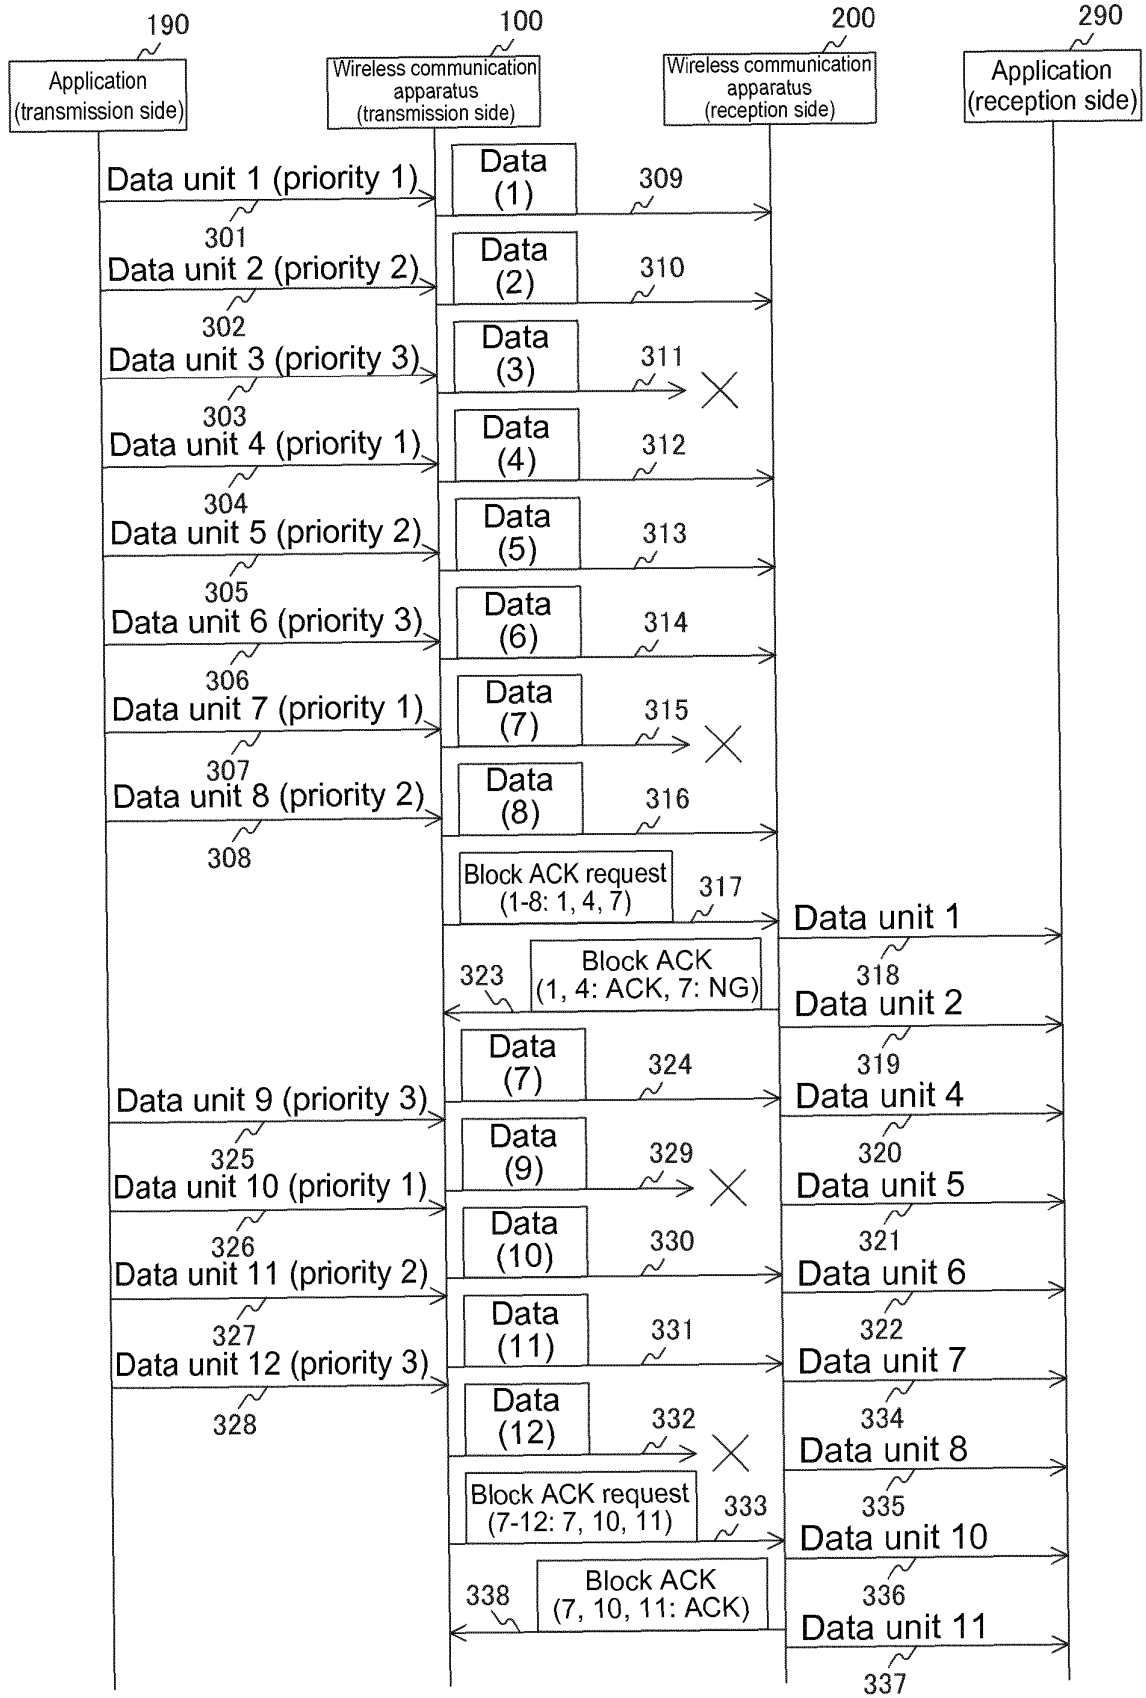 190
100
200
290
Application
(transmission side)
Wireless communication
apparatus
(transmission side)
Wireless communication
apparatus
(reception side)
Application
(reception side)
Data unit 1 (priority 1)
301
Data
(1)
309
Data unit 2 (priority 2)
302
Data
(2)
310
Data unit 3 (priority 3)
303
Data
(3)
311
Data unit 4 (priority 1)
304
Data
(4)
312
Data unit 5 (priority 2)
305
Data
(5)
313
Data unit 6 (priority 3)
306
Data
(6)
314
Data unit 7 (priority 1)
307
Data
(7)
315
Data unit 8 (priority 2)
308
Data
(8)
316
Block ACK request
(1-8: 1, 4, 7)
317
Data unit 1
318
Block ACK
(1, 4: ACK, 7: NG)
323
Data unit 2
319
Data
(7)
324
Data unit 4
320
Data unit 9 (priority 3)
325
Data
(9)
329
Data unit 5
321
Data unit 10 (priority 1)
326
Data
(10)
330
Data unit 6
322
Data unit 11 (priority 2)
327
Data
(11)
331
Data unit 7
334
Data unit 12 (priority 3)
328
Data
(12)
332
Data unit 8
335
Block ACK request
(7-12: 7, 10, 11)
333
Data unit 10
336
Block ACK
(7, 10, 11: ACK)
338
Data unit 11
337